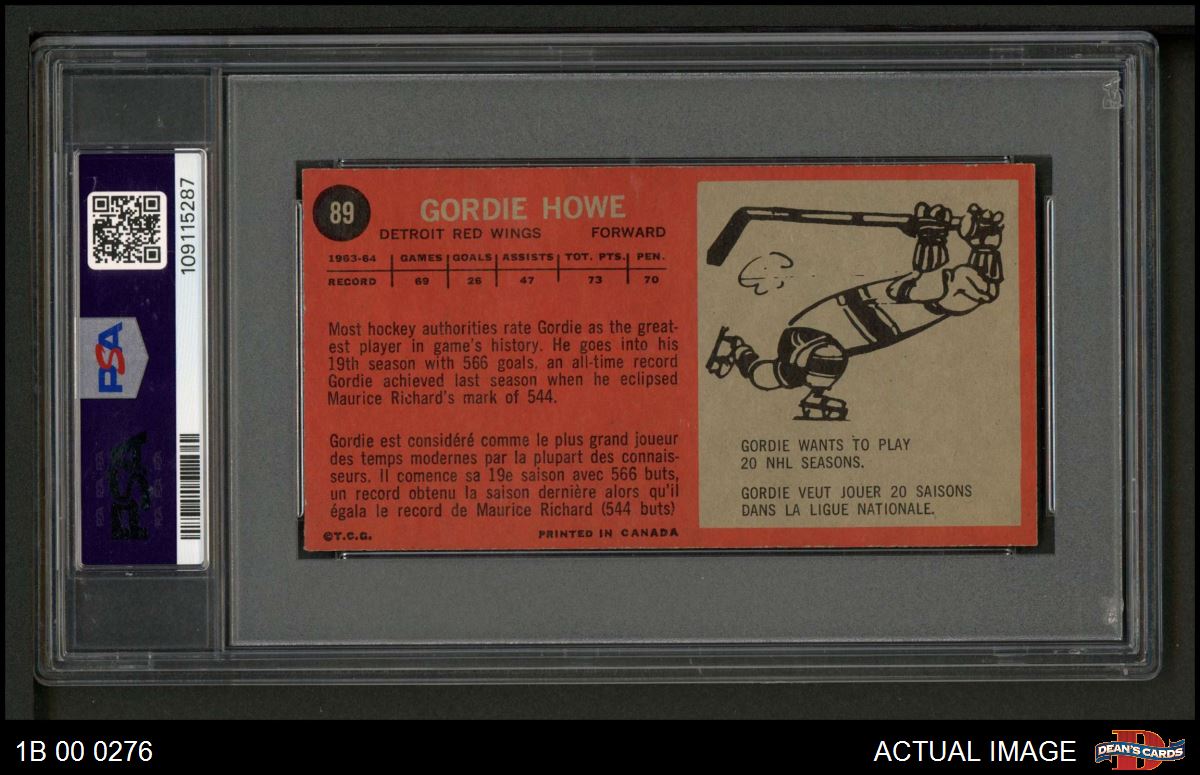 109115287
PSA
PSA
89
GORDIE HOWE
DETROIT RED WINGS FORWARD
1963-64 GAMES GOALS ASSISTS TOT. PTS. PEN.
RECORD 69 26 47 73 70
Most hockey authorities rate Gordie as the great-
est player in game's history. He goes into his
19th season with 566 goals, an all-time record
Gordie achieved last season when he eclipsed
Maurice Richard's mark of 544.
Gordie est considéré comme le plus grand joueur
des temps modernes par la plupart des connais-
seurs. Il comence sa 19e saison avec 566 buts,
un record obtenu la saison dernière alors qu'il
égala le record de Maurice Richard (544 buts)
©T.C.G. PRINTED IN CANADA
GORDIE WANTS TO PLAY
20 NHL SEASONS.
GORDIE VEUT JOUER 20 SAISONS
DANS LA LIGUE NATIONALE.
1B 00 0276
ACTUAL IMAGE
DEAN'S CARDS